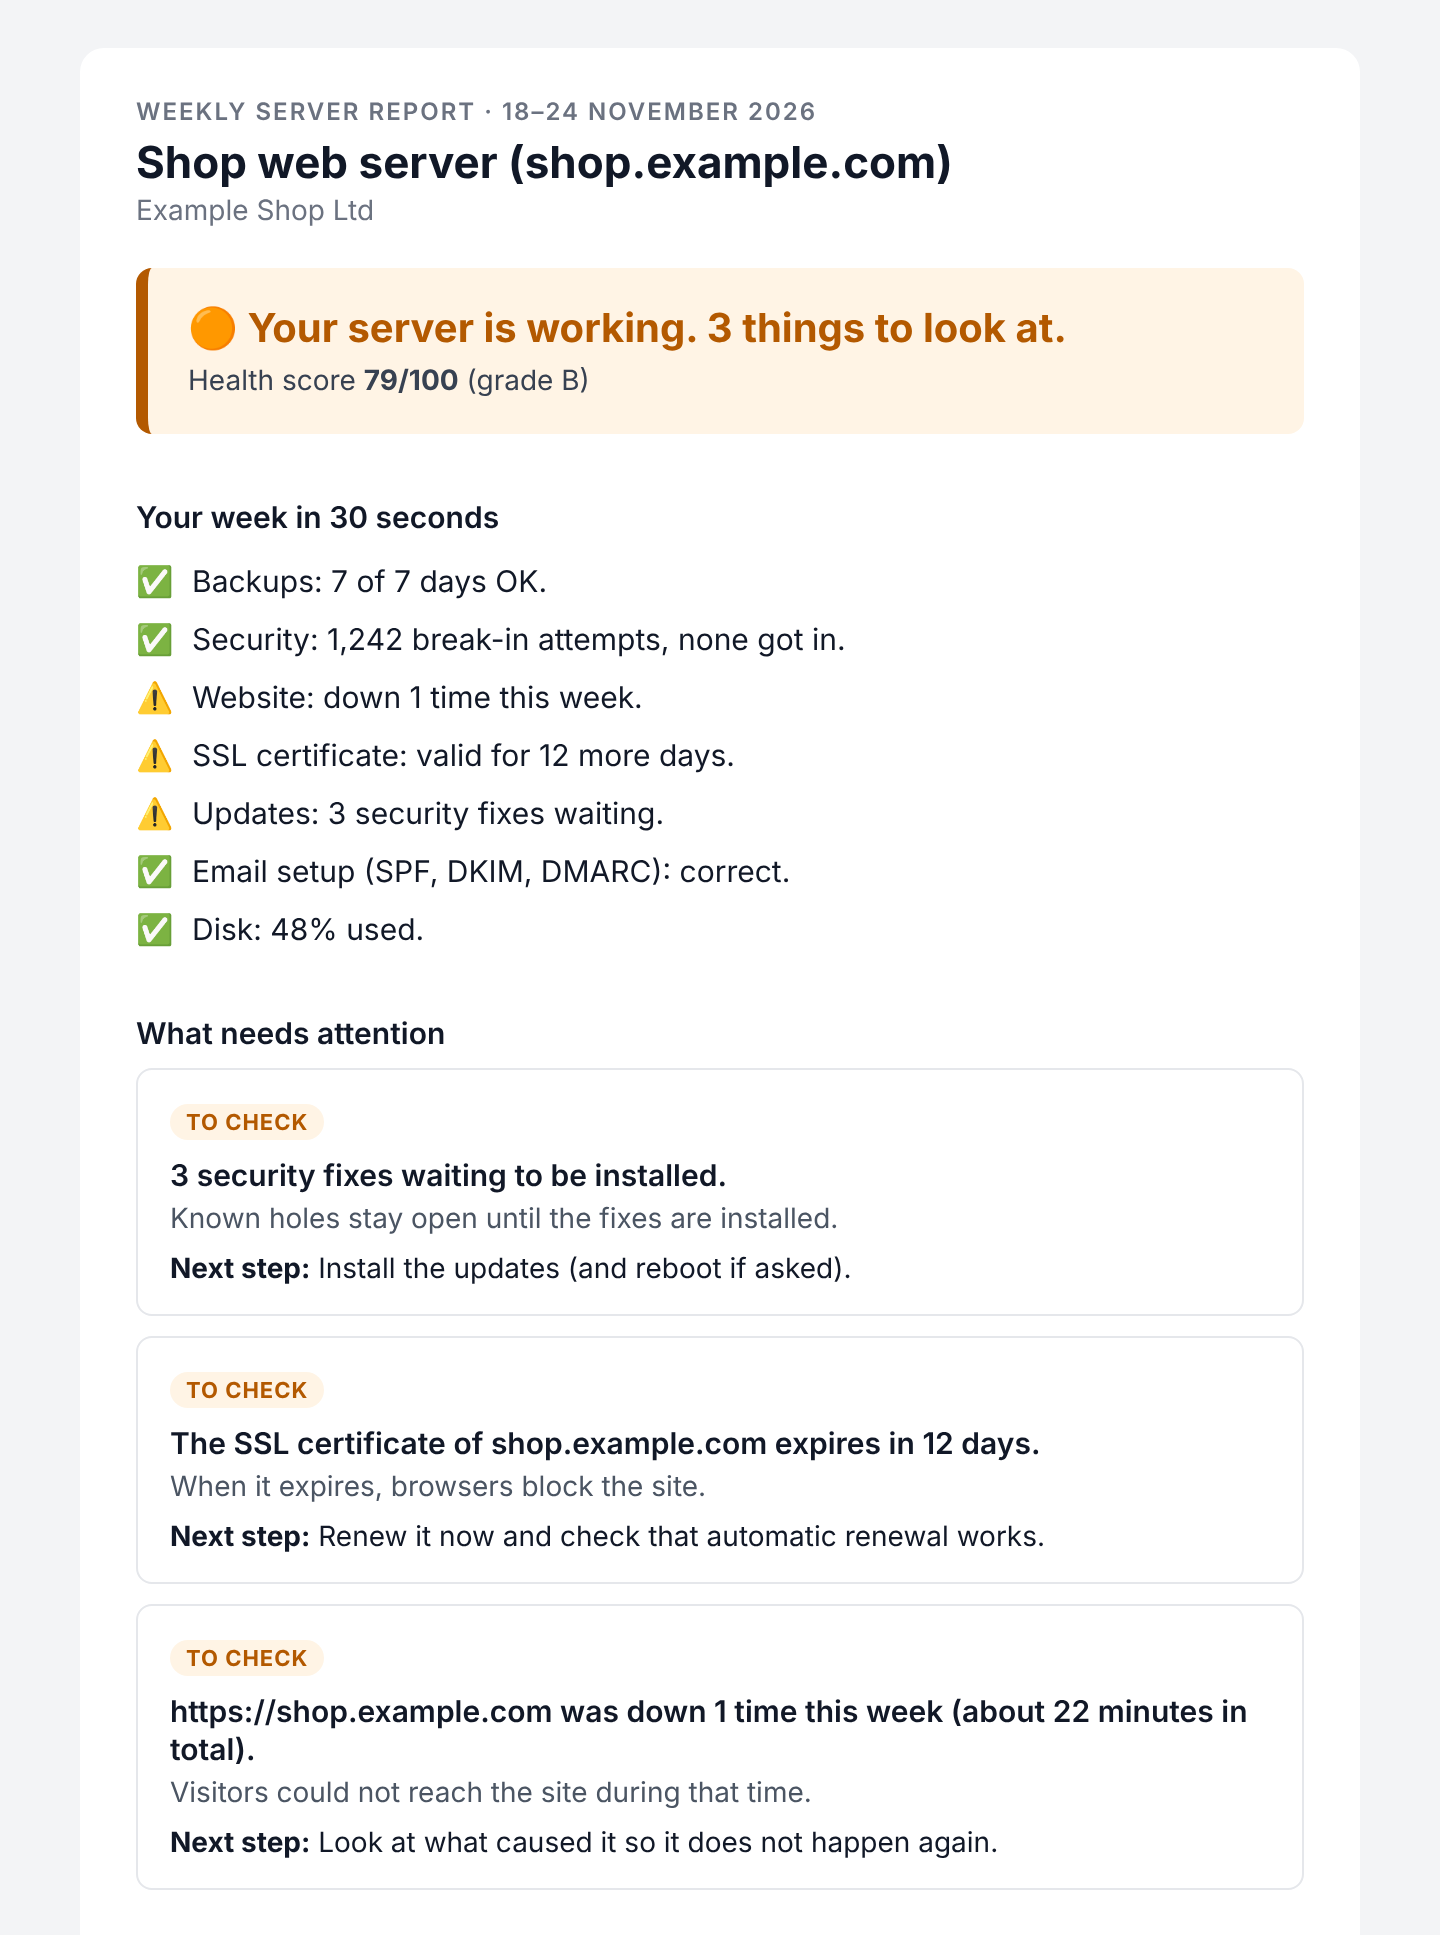 WEEKLY SERVER REPORT · 18–24 NOVEMBER 2026
Shop web server (shop.example.com)
Example Shop Ltd
🟠 Your server is working. 3 things to look at.
Health score 79/100 (grade B)
Your week in 30 seconds
✅ Backups: 7 of 7 days OK.
✅ Security: 1,242 break-in attempts, none got in.
⚠️ Website: down 1 time this week.
⚠️ SSL certificate: valid for 12 more days.
⚠️ Updates: 3 security fixes waiting.
✅ Email setup (SPF, DKIM, DMARC): correct.
✅ Disk: 48% used.
What needs attention
TO CHECK
3 security fixes waiting to be installed.
Known holes stay open until the fixes are installed.
Next step: Install the updates (and reboot if asked).
TO CHECK
The SSL certificate of shop.example.com expires in 12 days.
When it expires, browsers block the site.
Next step: Renew it now and check that automatic renewal works.
TO CHECK
https://shop.example.com was down 1 time this week (about 22 minutes in
total).
Visitors could not reach the site during that time.
Next step: Look at what caused it so it does not happen again.